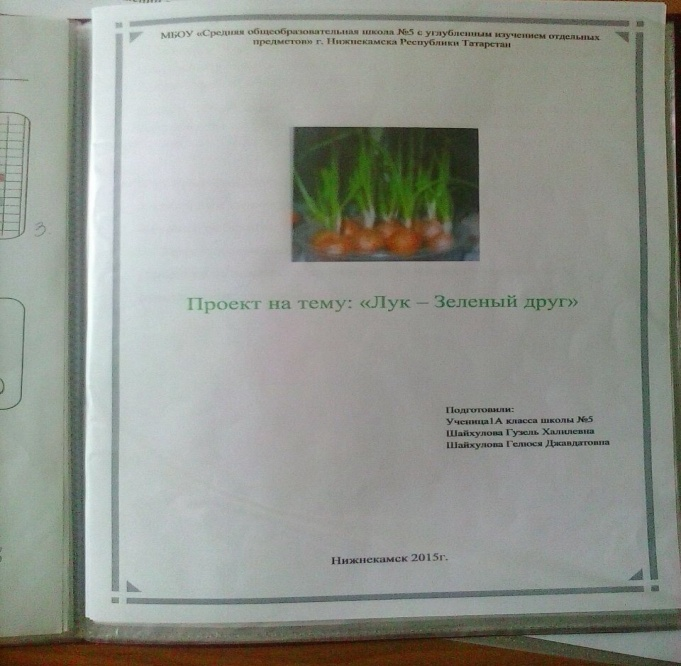 МБОУ «Средняя общеобразовательная школа №5 с углубленным изучением отдельных
предметов» г. Нижнекамска Республики Татарстан
Проект на тему: «Лук – Зеленый друг»
Подготовили:
Ученица1А класса школы №5
Шайхулова Гузель Халилевна
Шайхулова Гелюся Джавдатовна
Нижнекамск 2015г.
3